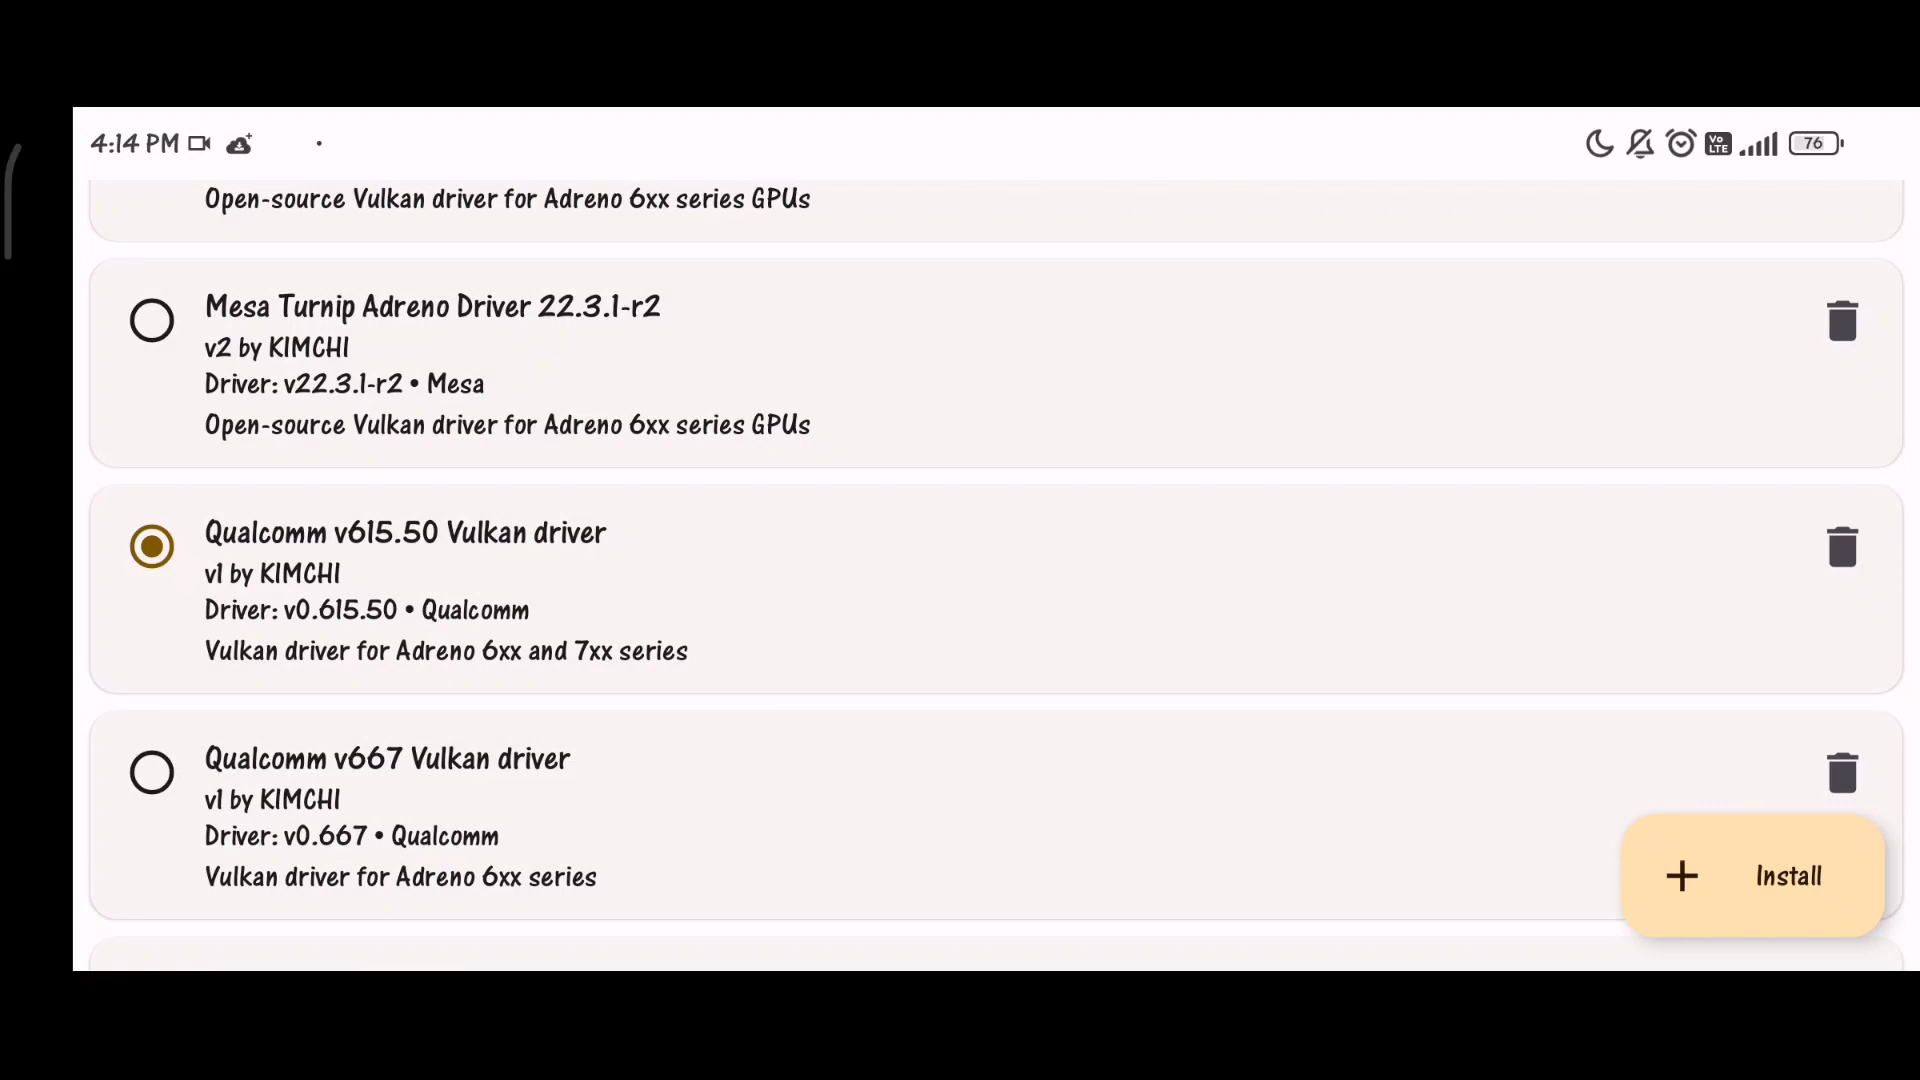 4:14 PM
Vo LTE
76
Open-source Vulkan driver for Adreno 6xx series GPUs
Mesa Turnip Adreno Driver 22.3.1-r2
v2 by KIMCHI
Driver: v22.3.1-r2 • Mesa
Open-source Vulkan driver for Adreno 6xx series GPUs
Qualcomm v615.50 Vulkan driver
v1 by KIMCHI
Driver: v0.615.50 • Qualcomm
Vulkan driver for Adreno 6xx and 7xx series
Qualcomm v667 Vulkan driver
v1 by KIMCHI
Driver: v0.667 • Qualcomm
Vulkan driver for Adreno 6xx series
+ Install